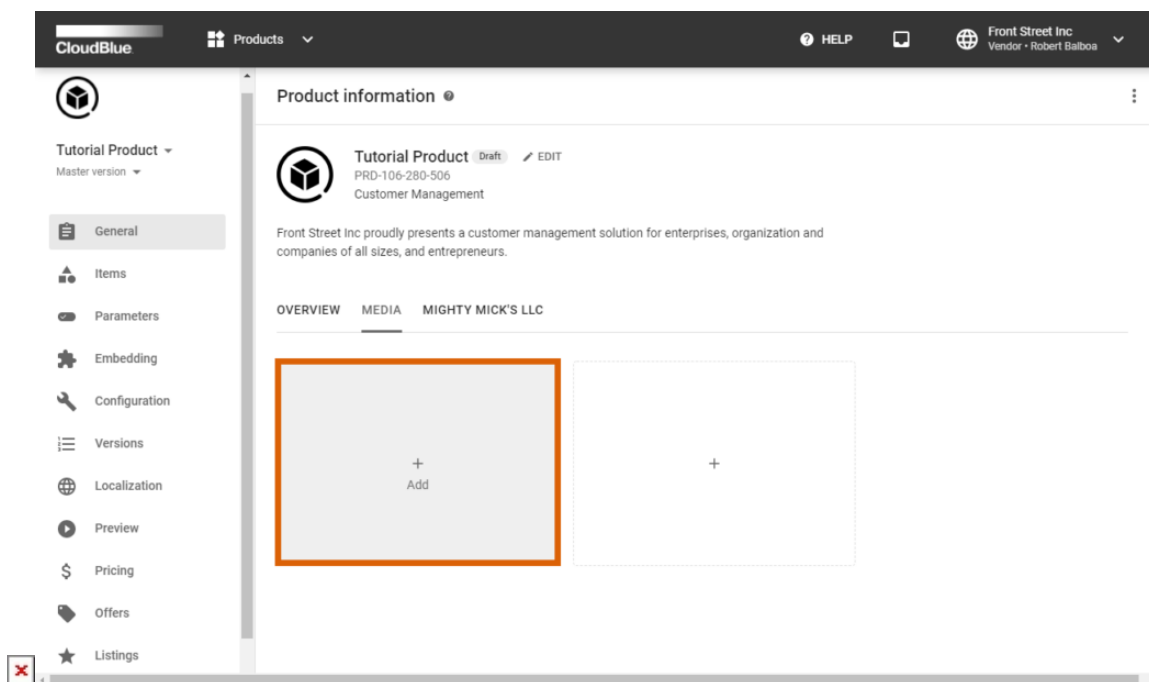 CloudBlue
Products
HELP
Front Street Inc
Vendor • Robert Balboa
Tutorial Product
Master version
General
Items
Parameters
Embedding
Configuration
Versions
Localization
Preview
Pricing
Offers
Listings
Product information
Tutorial Product Draft EDIT
PRD-106-280-506
Customer Management
Front Street Inc proudly presents a customer management solution for enterprises, organization and
companies of all sizes, and entrepreneurs.
OVERVIEW MEDIA MIGHTY MICK'S LLC
+ +
Add